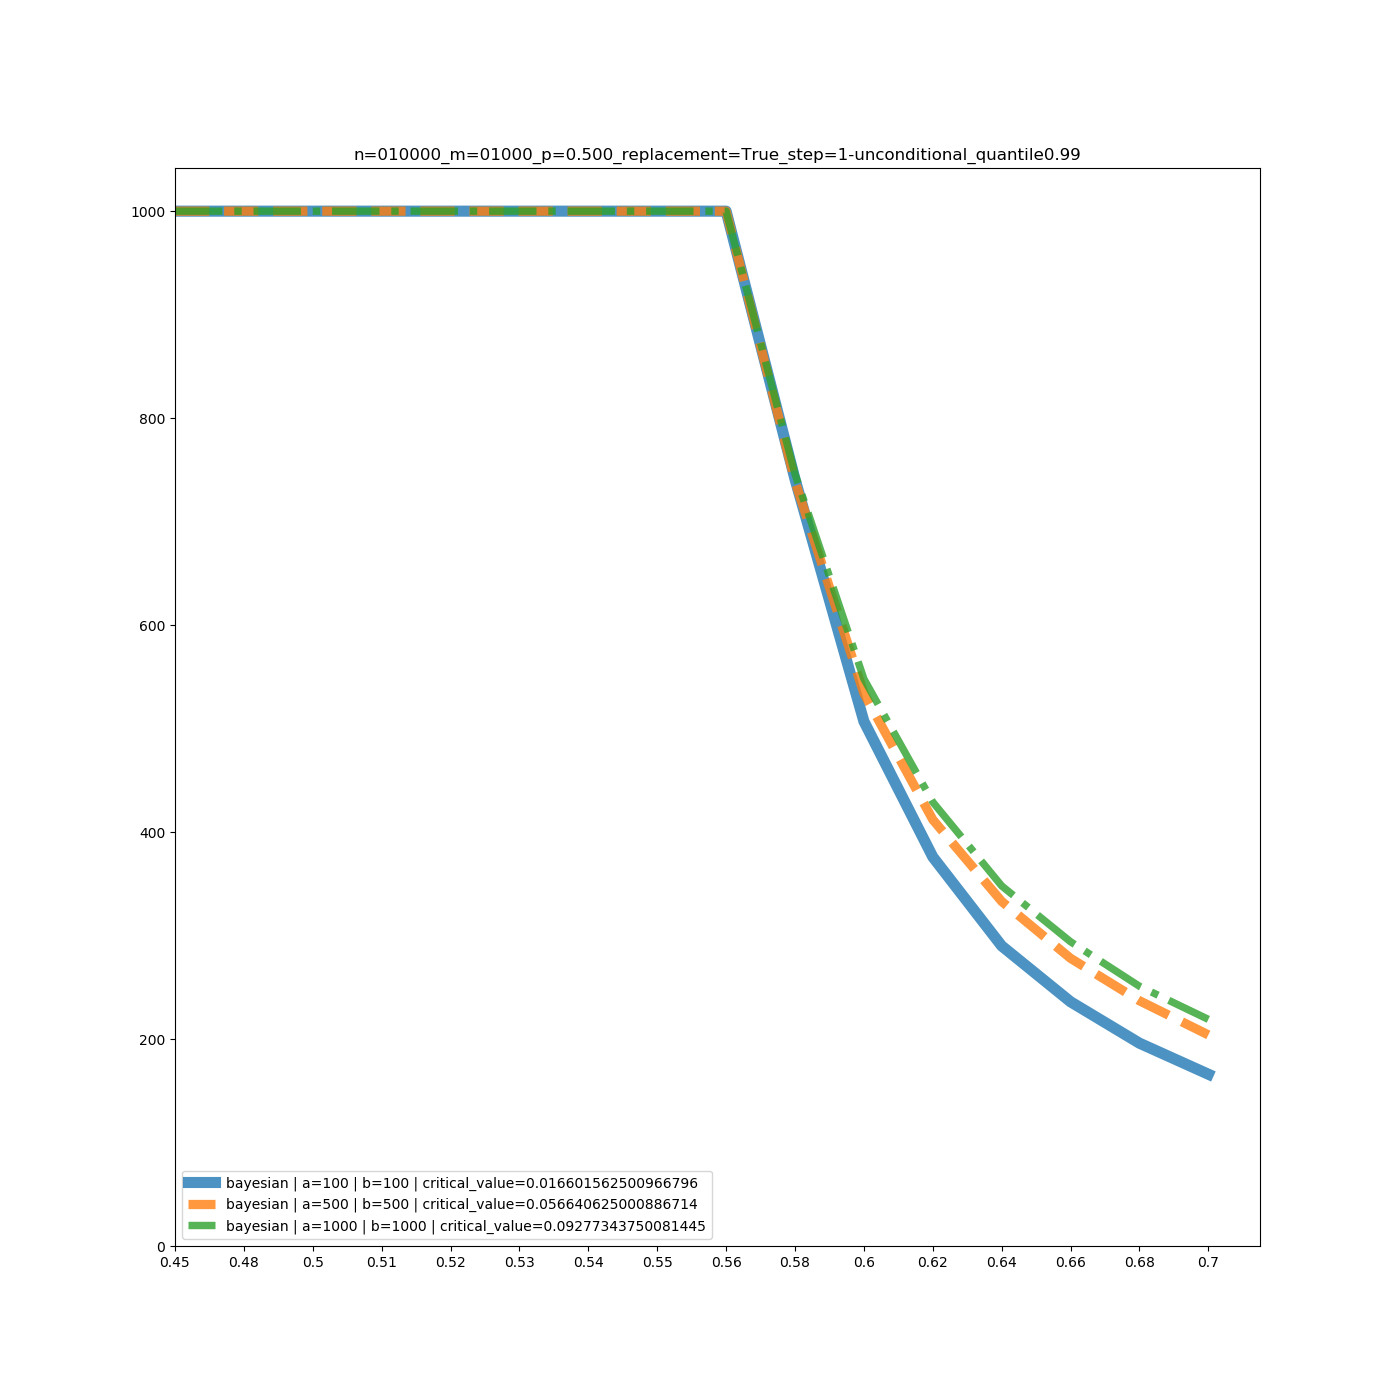 n=010000_m=01000_p=0.500_replacement=True_step=1-unconditional_quantile0.99
1000
800
600
400
200
0
bayesian | a=100 | b=100 | critical_value=0.016601562500966796
bayesian | a=500 | b=500 | critical_value=0.056640625000886714
bayesian | a=1000 | b=1000 | critical_value=0.09277343750081445
0.45 0.48 0.5 0.51 0.52 0.53 0.54 0.55 0.56 0.58 0.6 0.62 0.64 0.66 0.68 0.7